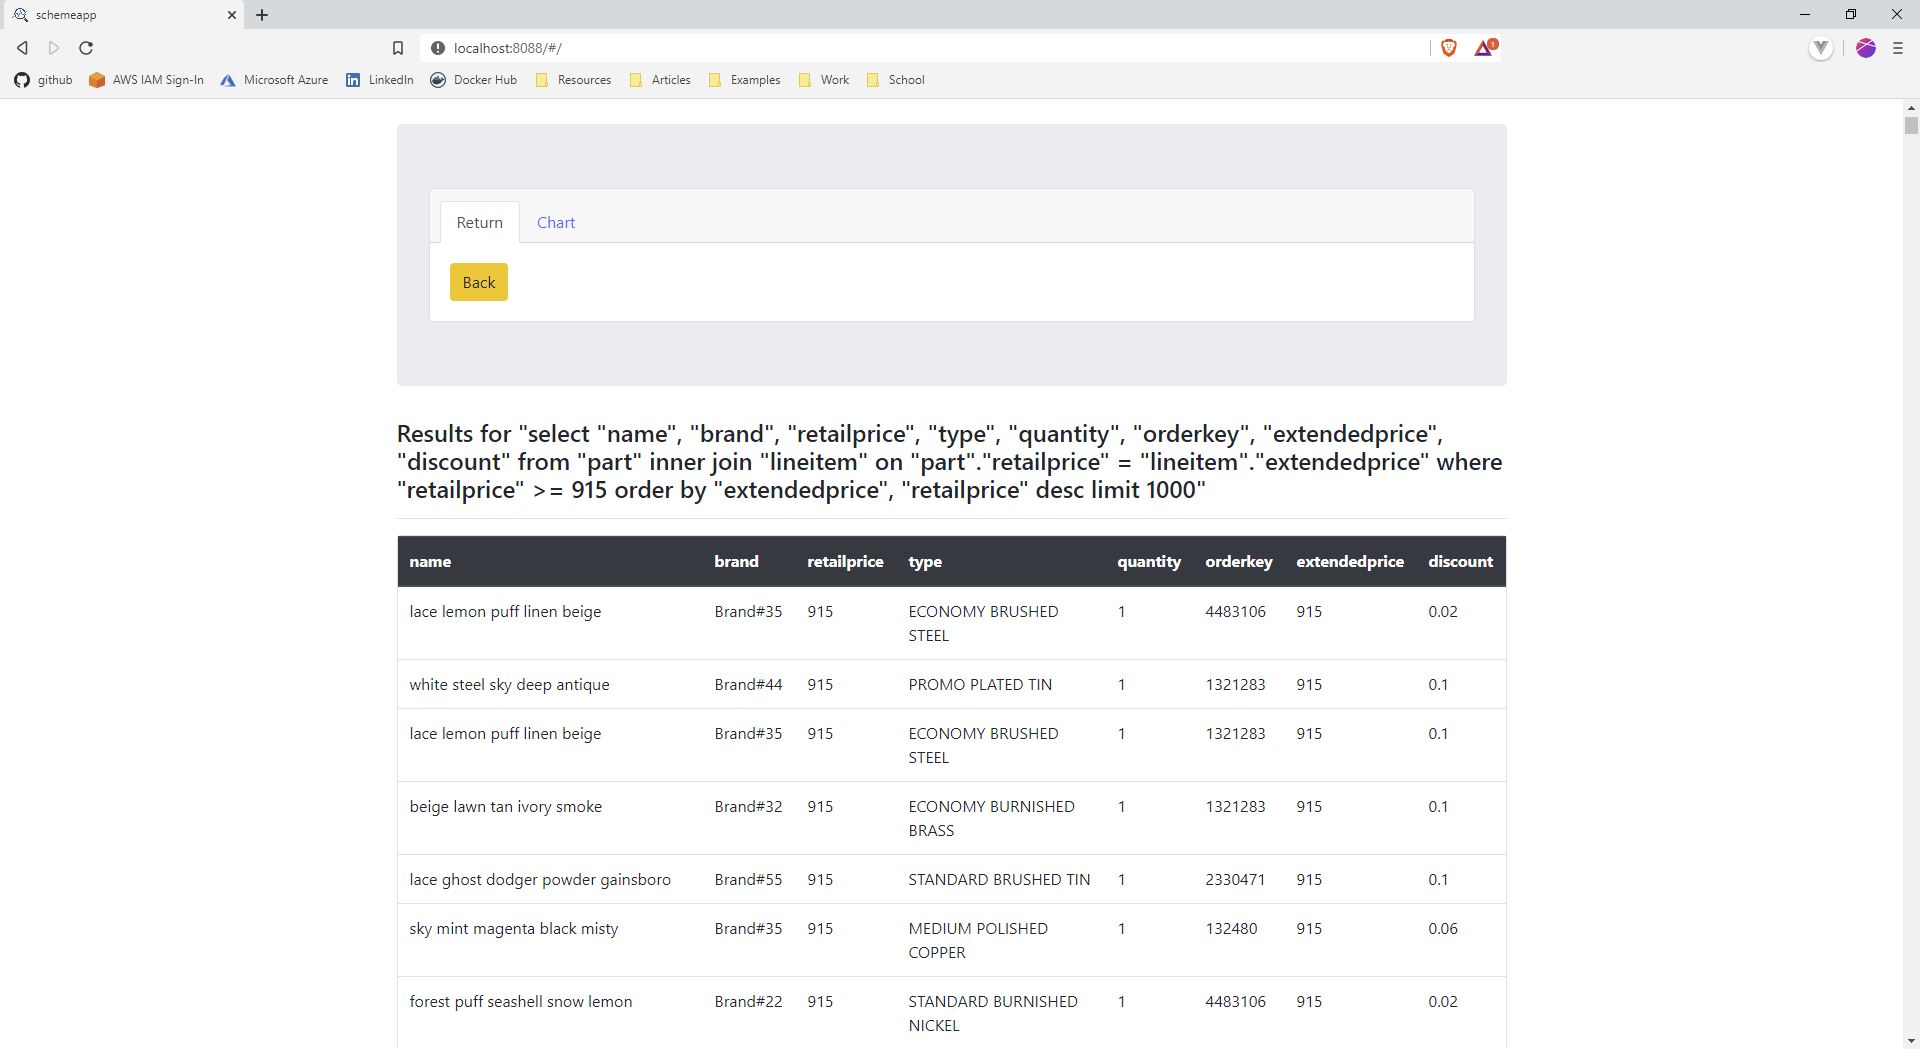 schemeapp
localhost:8088/#/
1
github AWS IAM Sign-In Microsoft Azure LinkedIn Docker Hub Resources Articles Examples Work School
Return Chart
Back
Results for "select "name", "brand", "retailprice", "type", "quantity", "orderkey", "extendedprice",
"discount" from "part" inner join "lineitem" on "part"."retailprice" = "lineitem"."extendedprice" where
"retailprice" >= 915 order by "extendedprice", "retailprice" desc limit 1000"
name brand retailprice type quantity orderkey extendedprice discount
lace lemon puff linen beige Brand#35 915 ECONOMY BRUSHED 1 4483106 915 0.02
STEEL
white steel sky deep antique Brand#44 915 PROMO PLATED TIN 1 1321283 915 0.1
lace lemon puff linen beige Brand#35 915 ECONOMY BRUSHED 1 1321283 915 0.1
STEEL
beige lawn tan ivory smoke Brand#32 915 ECONOMY BURNISHED 1 1321283 915 0.1
BRASS
lace ghost dodger powder gainsboro Brand#55 915 STANDARD BRUSHED TIN 1 2330471 915 0.1
sky mint magenta black misty Brand#35 915 MEDIUM POLISHED 1 132480 915 0.06
COPPER
forest puff seashell snow lemon Brand#22 915 STANDARD BURNISHED 1 4483106 915 0.02
NICKEL